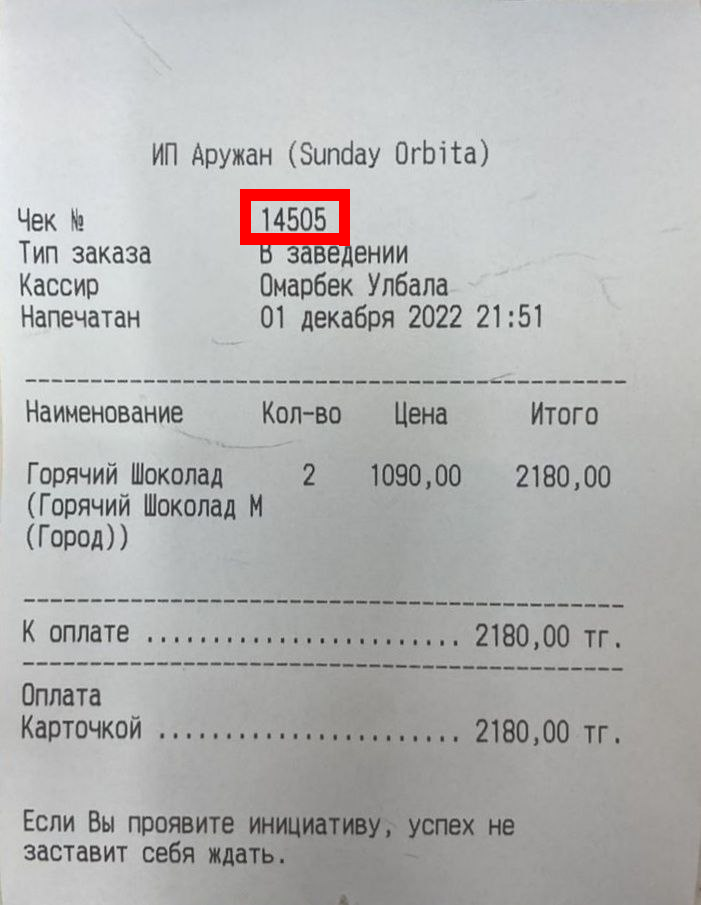 ИП Аружан (Sunday Orbita)
Чек № 14505
Тип заказа В заведении
Кассир Омарбек Улбала
Напечатан 01 декабря 2022 21:51
Наименование Кол-во Цена Итого
Горячий Шоколад 2 1090,00 2180,00
(Горячий Шоколад М
(Город))
К оплате ........................ 2180,00 тг.
Оплата
Карточкой ....................... 2180,00 тг.
Если Вы проявите инициативу, успех не
заставит себя ждать.